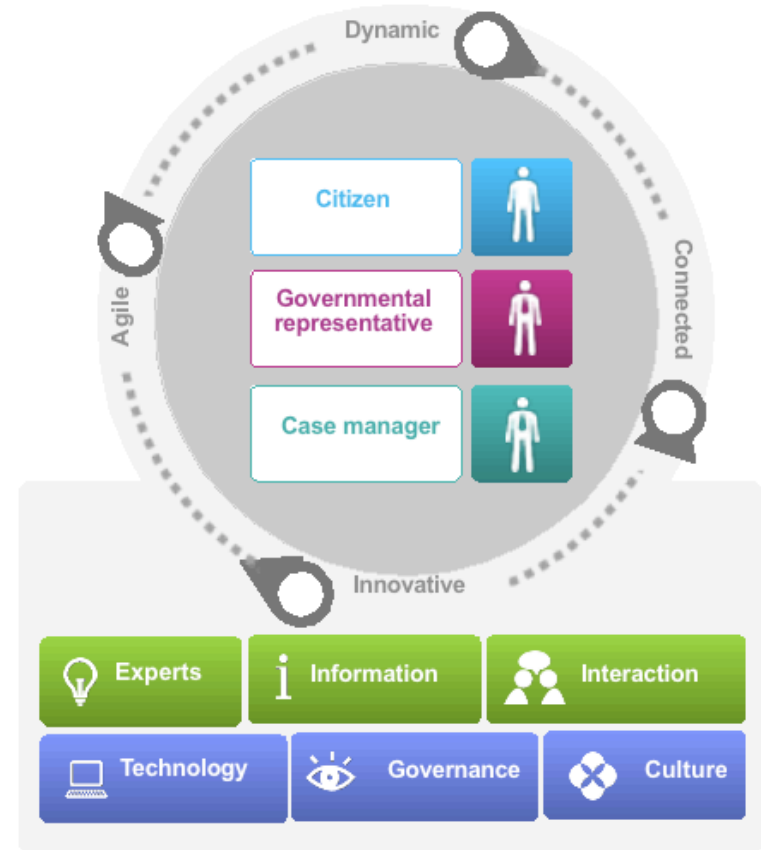 Dynamic
Citizen
Connected
Governmental
representative
Agile
Case manager
Innovative
Experts
Information
Interaction
Technology
Governance
Culture